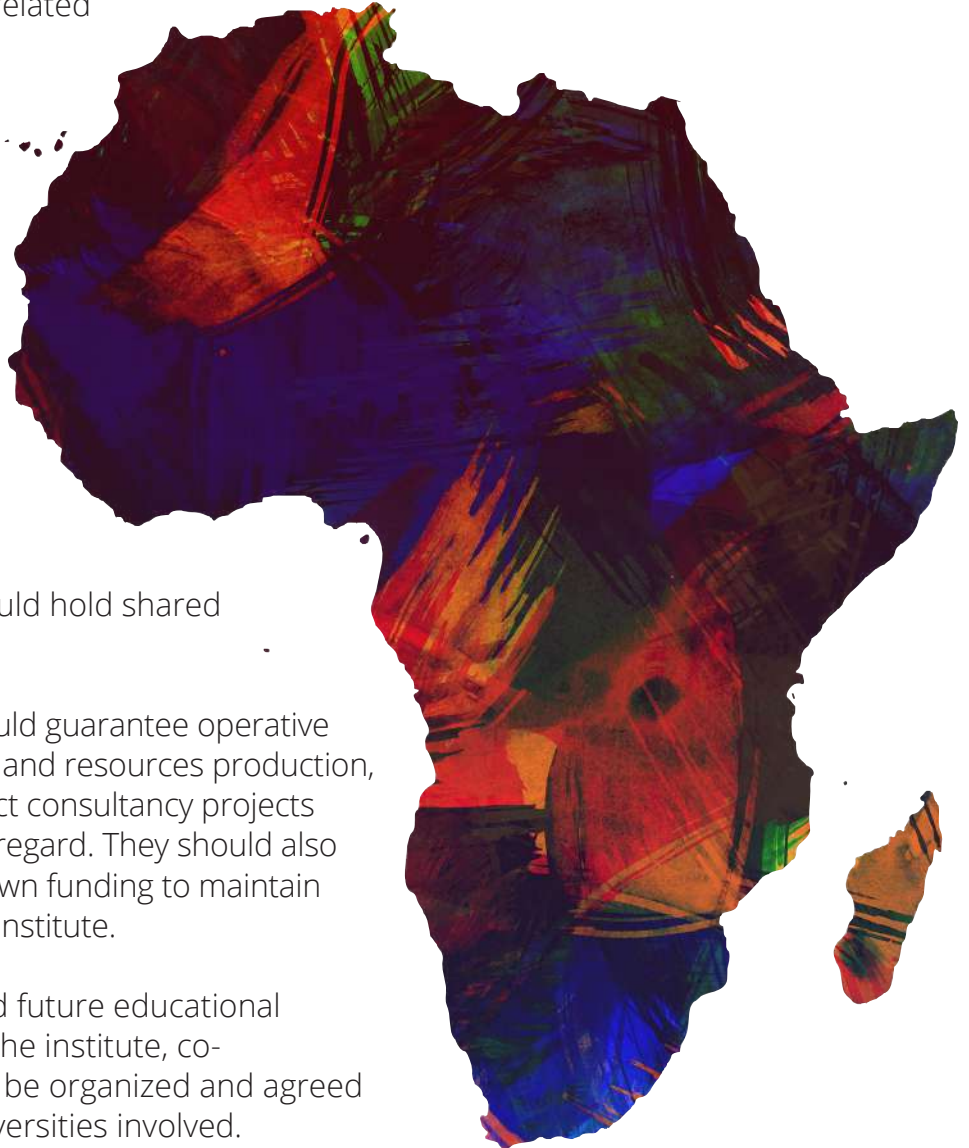 elated
uld hold shared
uld guarantee operative
and resources production,
ct consultancy projects
regard. They should also
wn funding to maintain
nstitute.
d future educational
he institute, co-
be organized and agreed
versities involved.